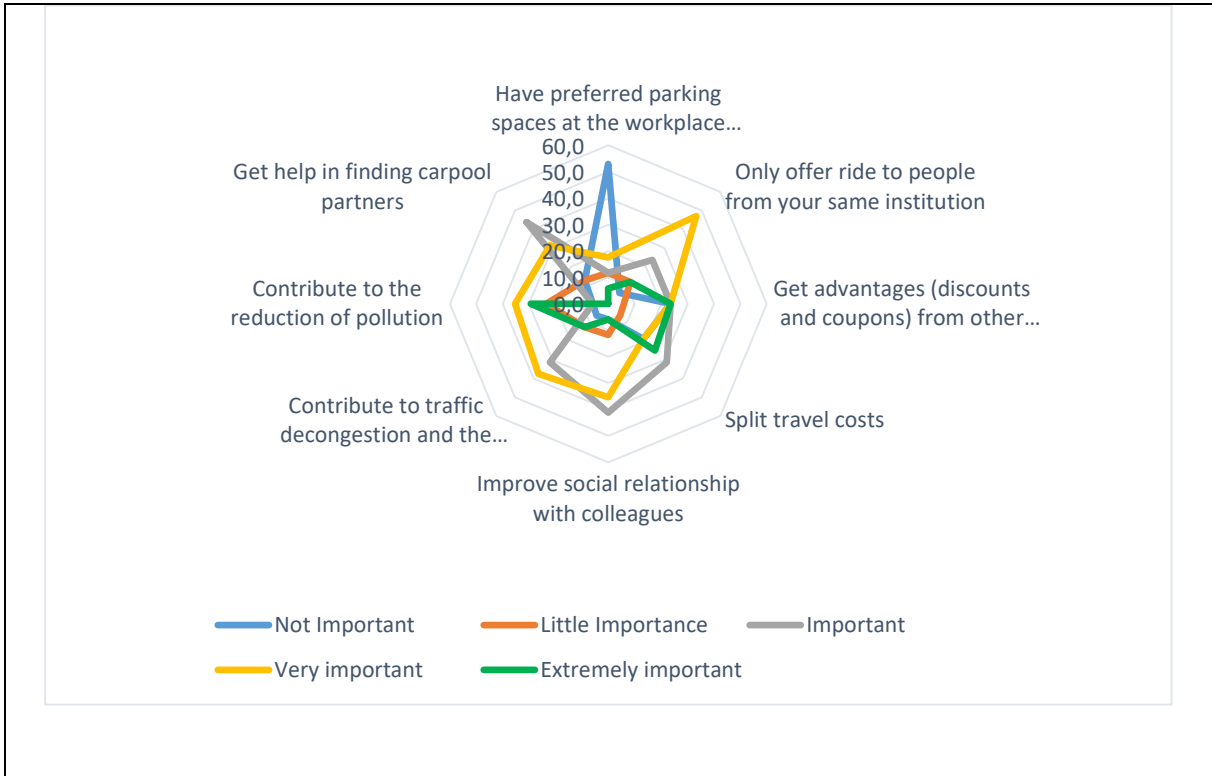 Have preferred parking
spaces at the workplace…
Only offer ride to people
from your same institution
Get advantages (discounts
and coupons) from other…
Split travel costs
Improve social relationship
with colleagues
Contribute to traffic
decongestion and the…
Contribute to the
reduction of pollution
Get help in finding carpool
partners
60,0
50,0
40,0
30,0
20,0
10,0
0,0
Not Important
Little Importance
Important
Very important
Extremely important